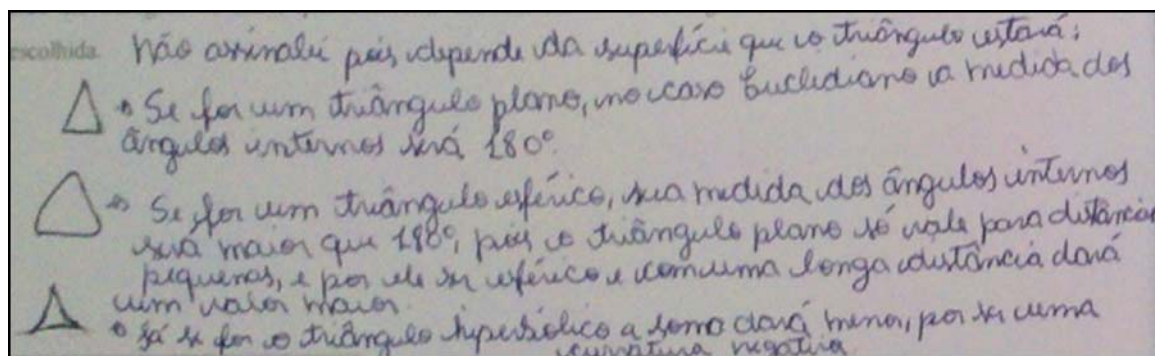 escolhida. Não assinalei pois depende da superfície que o triângulo estará:
Se for um triângulo plano, no caso Euclidiano a medida dos
ângulos internos será 180°.
Se for um triângulo esférico, sua medida dos ângulos internos
será maior que 180°, pois o triângulo plano só vale para distâncias
pequenas, e por ele ser esférico e com uma longa distância dará
um valor maior.
Já se for o triângulo hiperbólico a soma dará menor, por ser uma
curvatura negativa